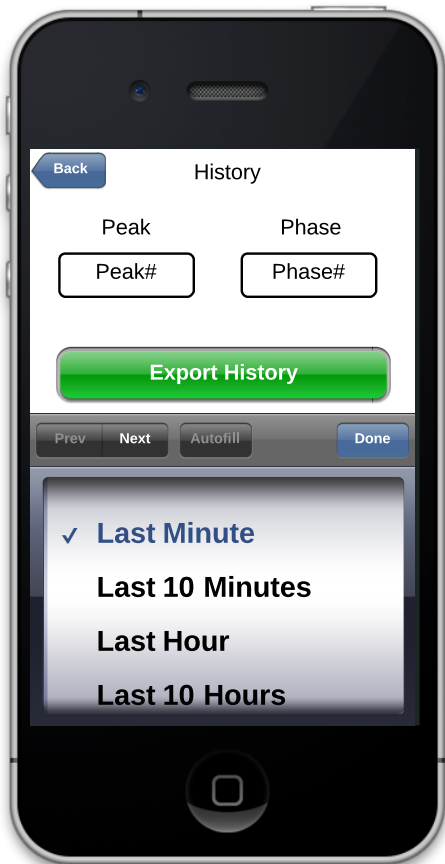 Back
History
Peak Phase
Peak# Phase#
Export History
Prev Next Autofill Done
✓ Last Minute
Last 10 Minutes
Last Hour
Last 10 Hours